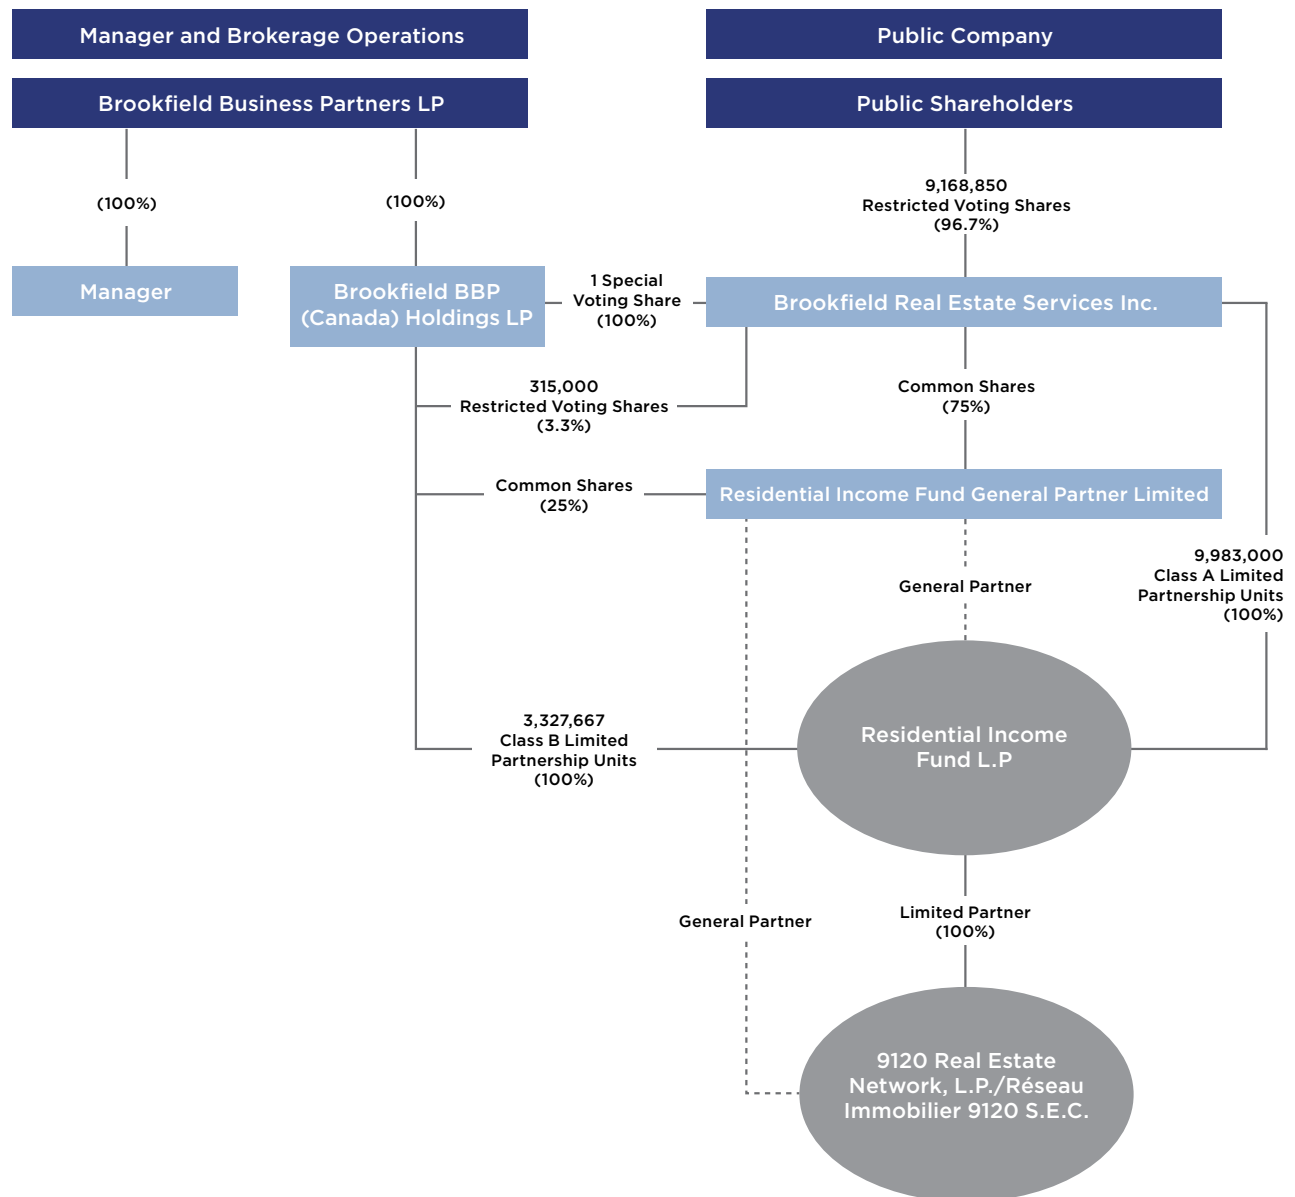 Manager and Brokerage Operations
Public Company
Brookfield Business Partners LP
Public Shareholders
(100%)
(100%)
9,168,850
Restricted Voting Shares
(96.7%)
Manager
Brookfield BBP
(Canada) Holdings LP
1 Special
Voting Share
(100%)
Brookfield Real Estate Services Inc.
315,000
Restricted Voting Shares
(3.3%)
Common Shares
(75%)
Common Shares
(25%)
Residential Income Fund General Partner Limited
General Partner
9,983,000
Class A Limited
Partnership Units
(100%)
3,327,667
Class B Limited
Partnership Units
(100%)
Residential Income
Fund L.P
General Partner
Limited Partner
(100%)
9120 Real Estate
Network, L.P./Réseau
Immobilier 9120 S.E.C.